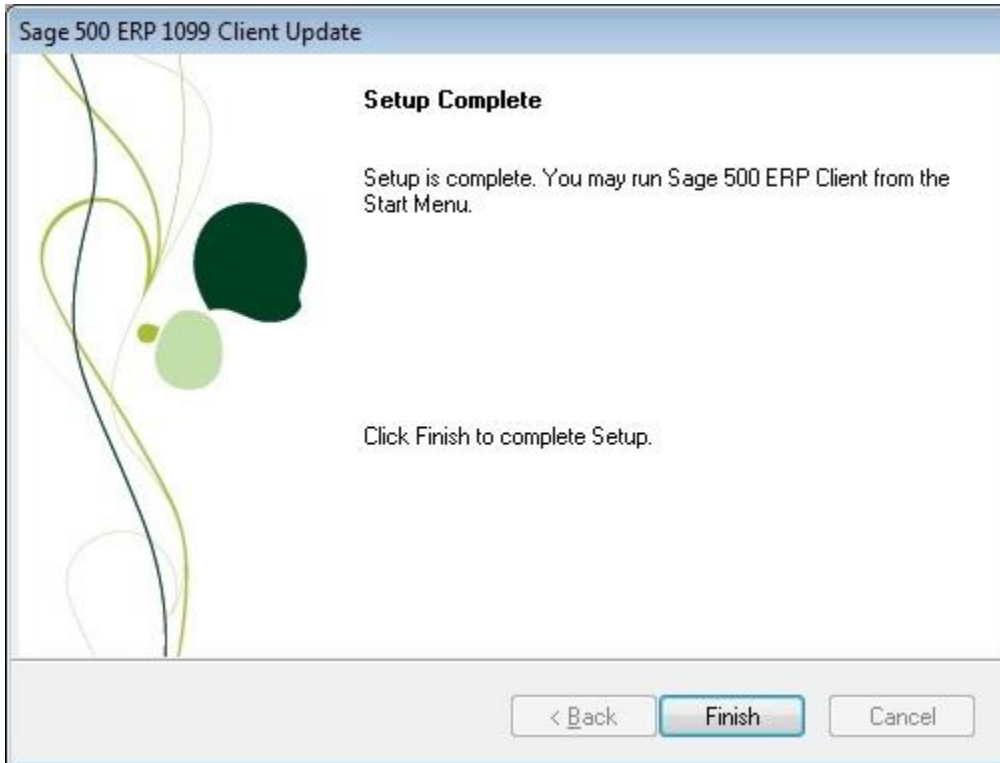 Sage 500 ERP 1099 Client Update
Setup Complete
Setup is complete. You may run Sage 500 ERP Client from the
Start Menu.
Click Finish to complete Setup.
< Back
Finish
Cancel